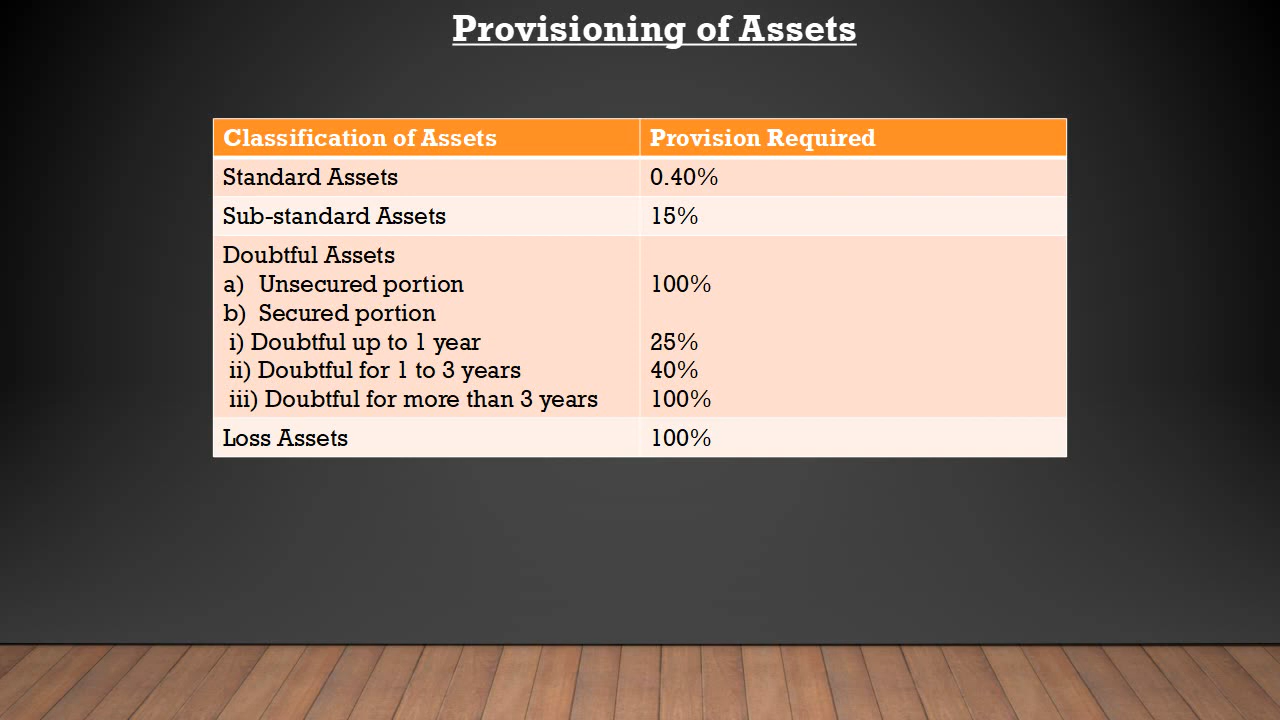 Provisioning of Assets
Classification of Assets Provision Required
Standard Assets 0.40%
Sub-standard Assets 15%
Doubtful Assets
a) Unsecured portion 100%
b) Secured portion
i) Doubtful up to 1 year 25%
ii) Doubtful for 1 to 3 years 40%
iii) Doubtful for more than 3 years 100%
Loss Assets 100%